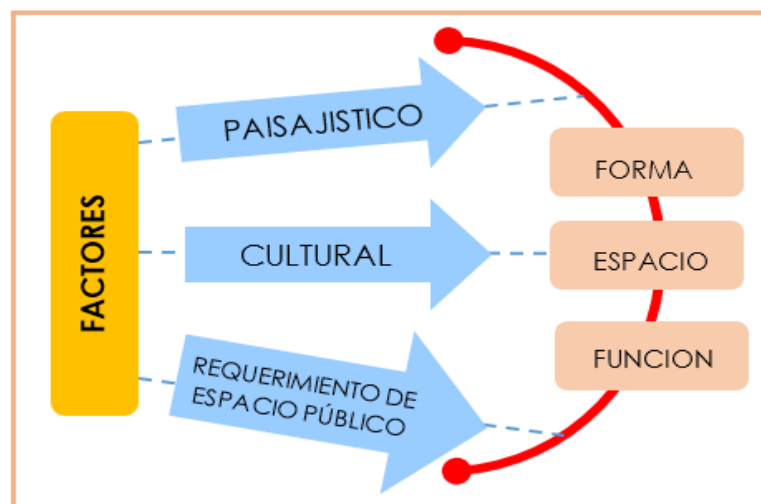 FACTORES
PAISAJISTICO
CULTURAL
REQUERIMIENTO DE
ESPACIO PÚBLICO
FORMA
ESPACIO
FUNCION